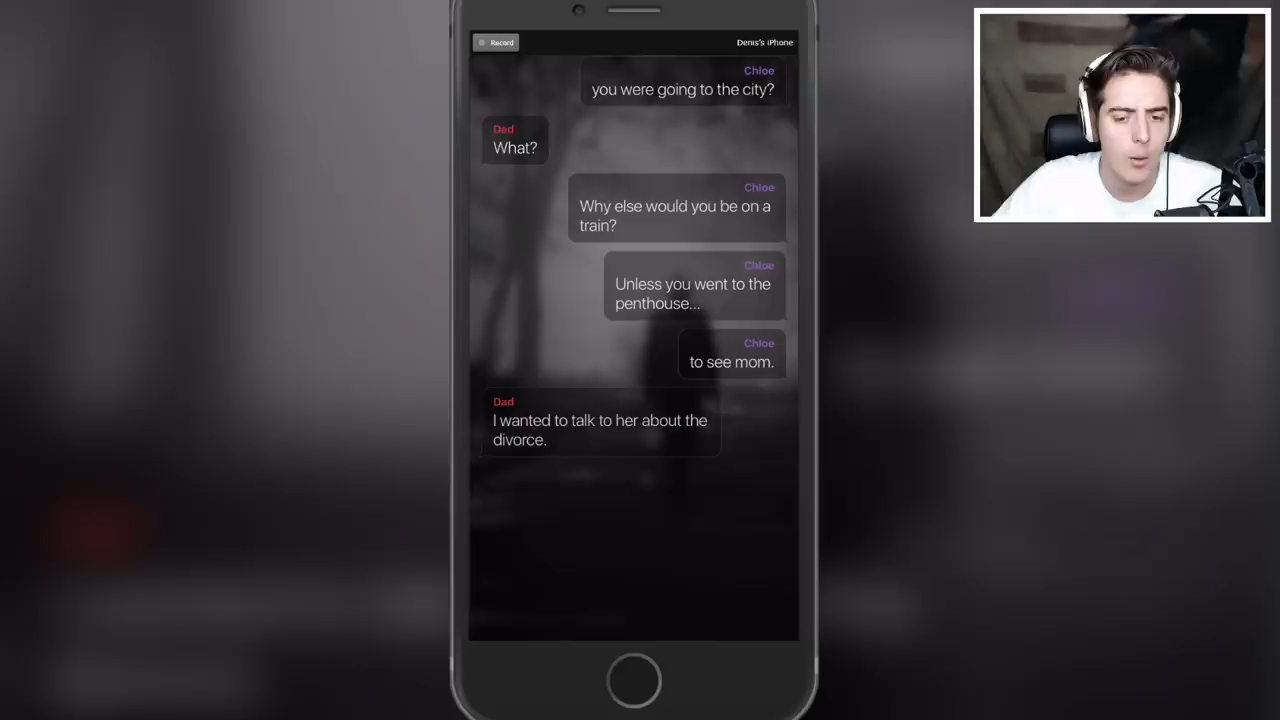 Record
Denis's iPhone
Chloe
you were going to the city?
Dad
What?
Chloe
Why else would you be on a
train?
Chloe
Unless you went to the
penthouse...
Chloe
to see mom.
Dad
I wanted to talk to her about the
divorce.